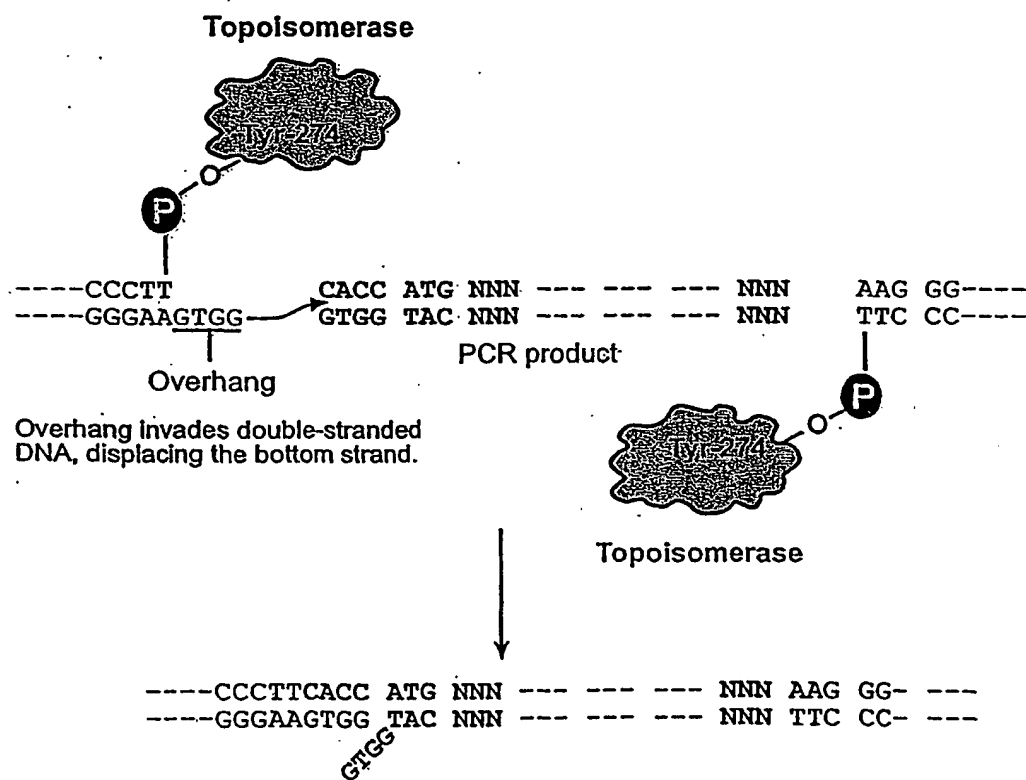 Topoisomerase
Tyr-274
O
P
----CCCTT CACC ATG NNN --- --- --- NNN AAG GG----
----GGGAAGTGG GTGG TAC NNN --- --- --- NNN TTC CC----
PCR product
Overhang
P
O
Overhang invades double-stranded
DNA, displacing the bottom strand.
Tyr-274
Topoisomerase
----CCCTTCACC ATG NNN --- --- --- NNN AAG GG- ---
----GGGAAGTGG TAC NNN --- --- --- NNN TTC CC- ---
GTGG